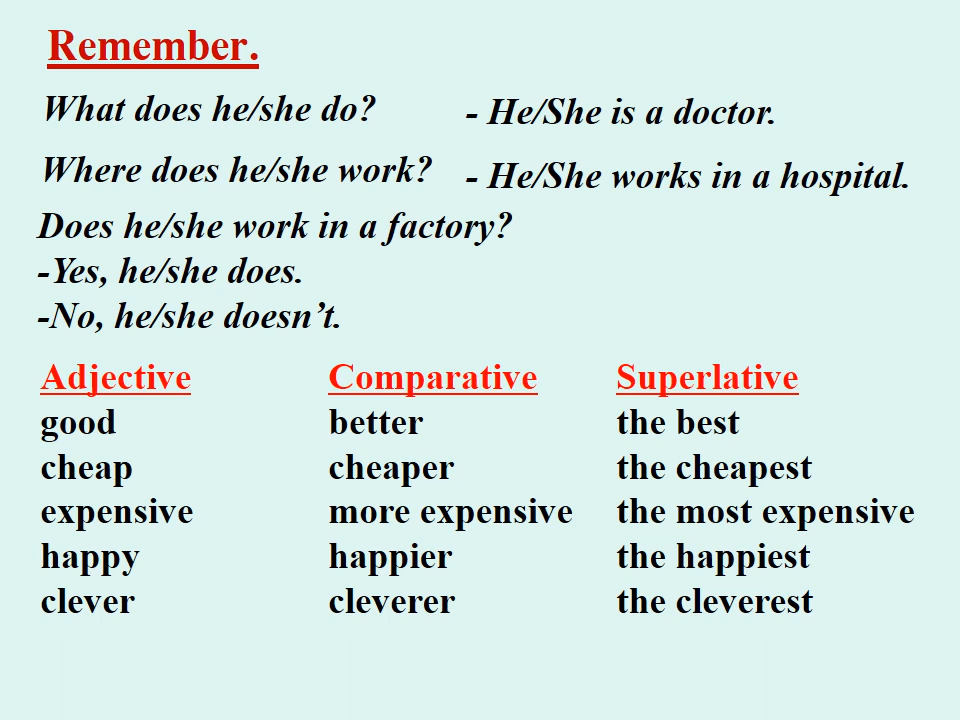 Remember.
What does he/she do? - He/She is a doctor.
Where does he/she work? - He/She works in a hospital.
Does he/she work in a factory?
-Yes, he/she does.
-No, he/she doesn’t.
Adjective Comparative Superlative
good better the best
cheap cheaper the cheapest
expensive more expensive the most expensive
happy happier the happiest
clever cleverer the cleverest